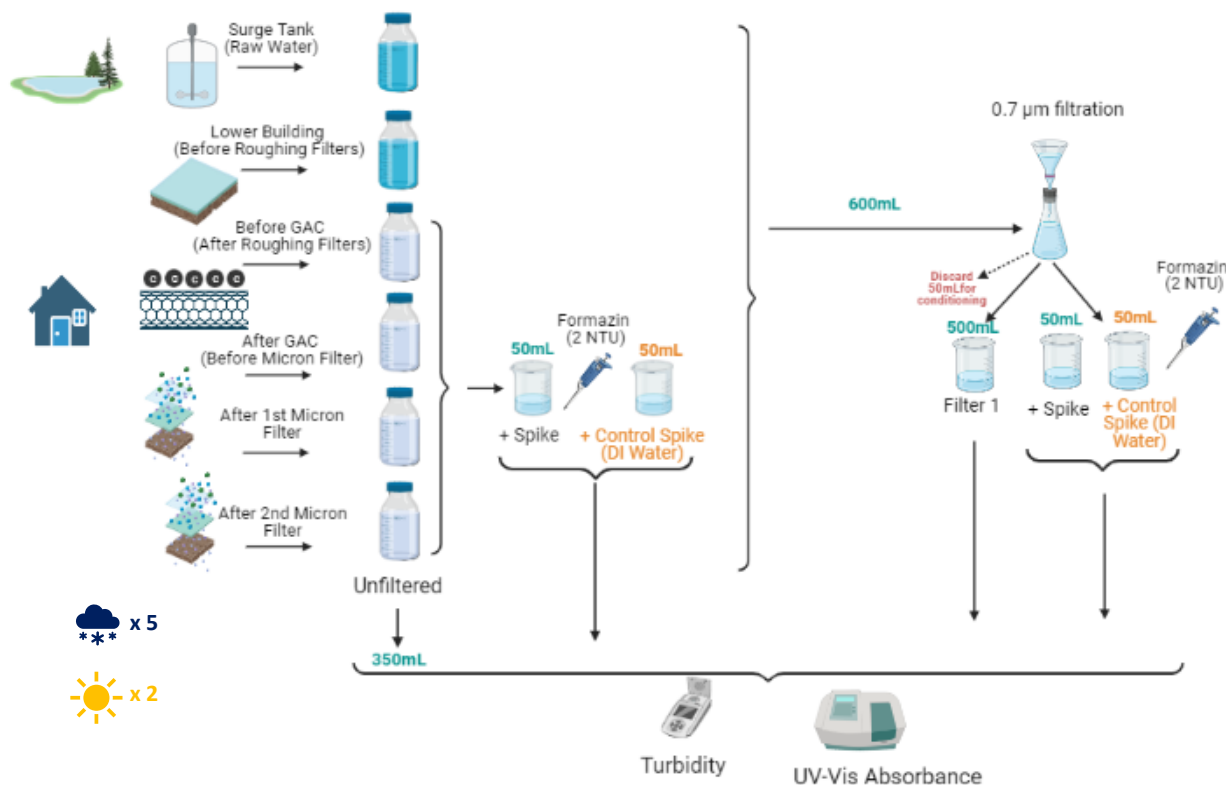 Surge Tank
(Raw Water)
Lower Building
(Before Roughing Filters)
Before GAC
(After Roughing Filters)
After GAC
(Before Micron Filter)
After 1st Micron
Filter
After 2nd Micron
Filter
Unfiltered
350mL
x 5
x 2
50mL
Formazin
(2 NTU)
50mL
+ Spike
+ Control Spike
(DI Water)
600mL
0.7 µm filtration
Discard
50mLfor
conditioning
Formazin
(2 NTU)
500mL
50mL
50mL
Filter 1
+ Spike
+ Control
Spike (DI
Water)
Turbidity
UV-Vis Absorbance